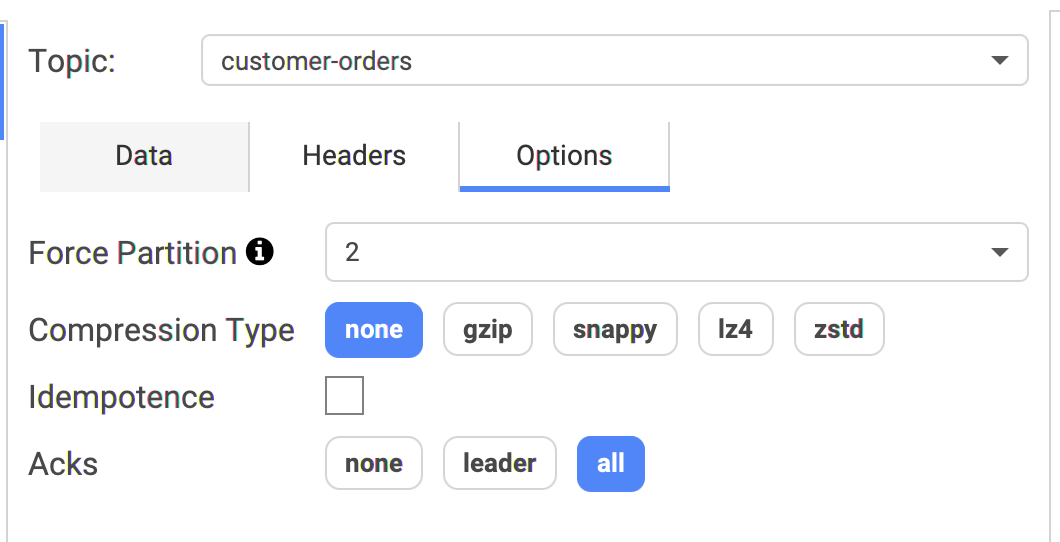 Topic: customer-orders
Data Headers Options
Force Partition 2
Compression Type none gzip snappy lz4 zstd
Idempotence
Acks none leader all